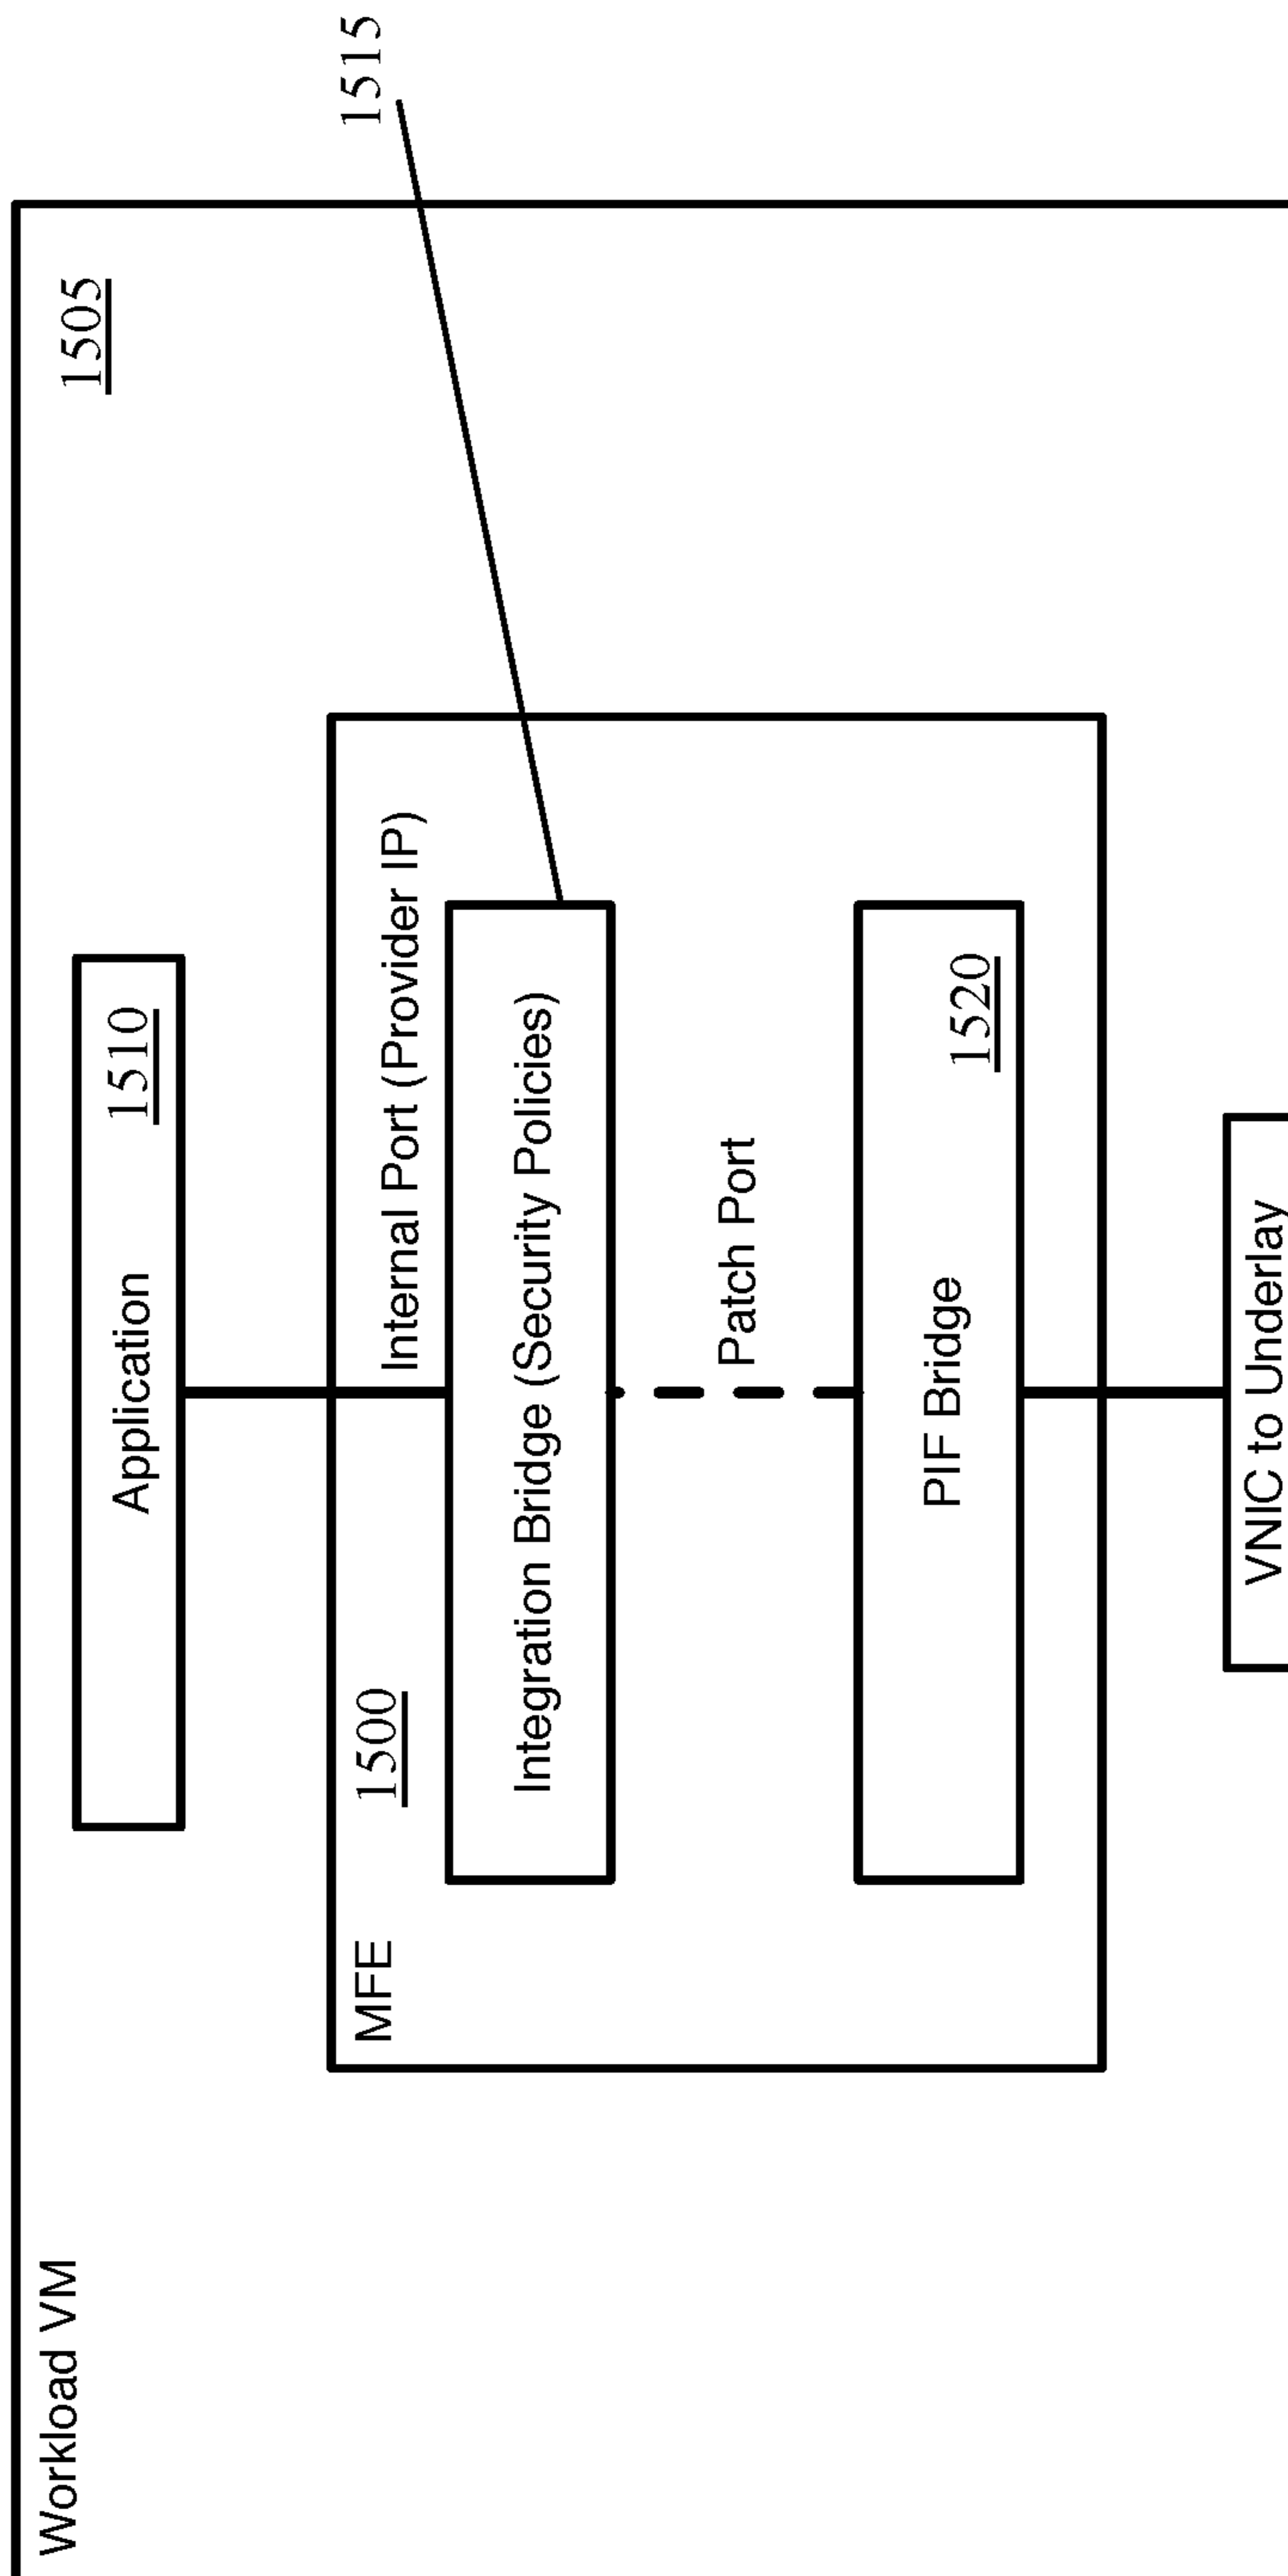 Workload VM
1505
Application
1510
1515
MFE
1500
Internal Port (Provider IP)
Integration Bridge (Security Policies)
Patch Port
PIF Bridge
1520
VNIC to Underlay